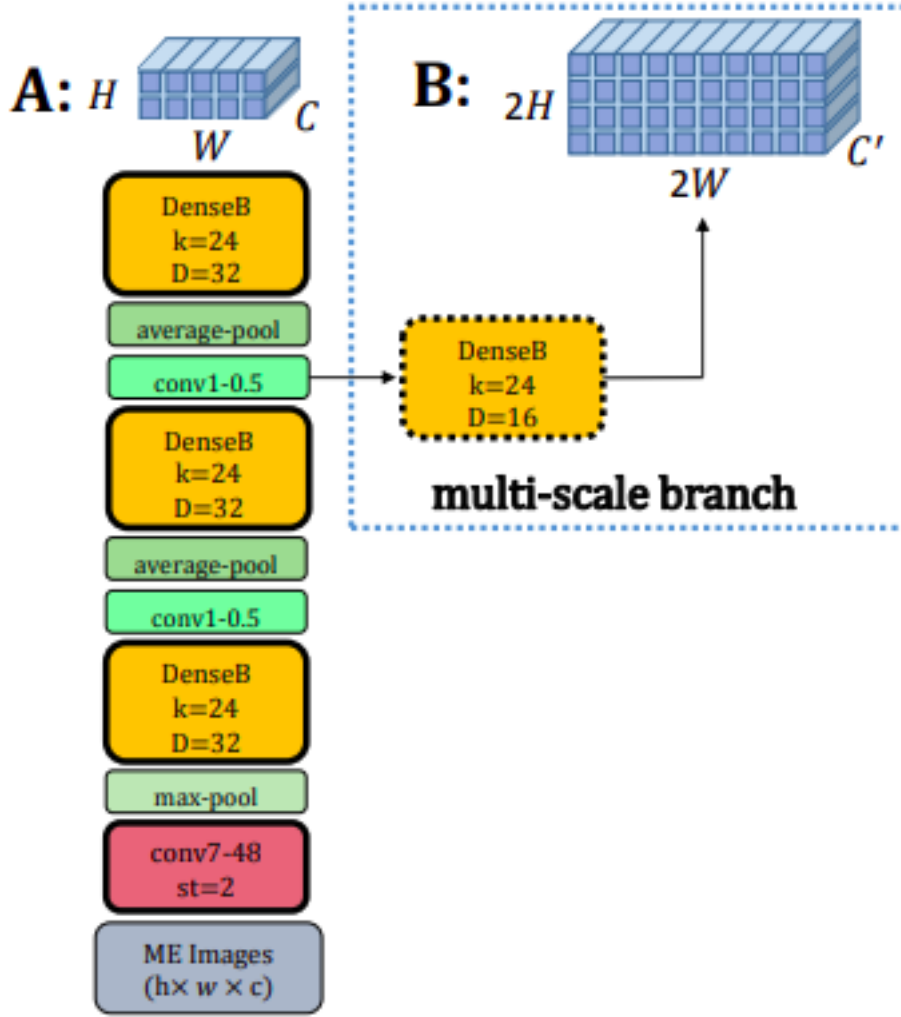 A:
H
W
C
B:
2H
2W
C'
DenseB
k=24
D=32
average-pool
conv1-0.5
DenseB
k=24
D=16
multi-scale branch
DenseB
k=24
D=32
average-pool
conv1-0.5
DenseB
k=24
D=32
max-pool
conv7-48
st=2
ME Images
(h× w × c)